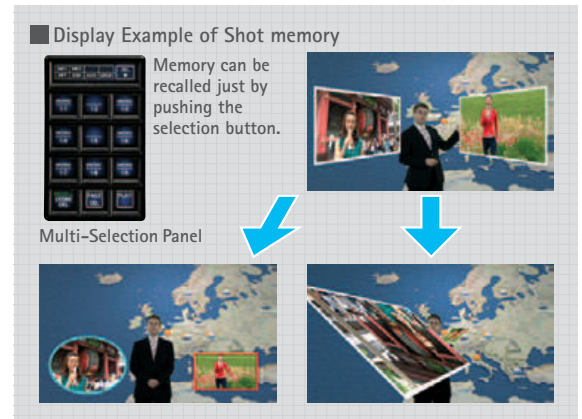 Display Example of Shot memory
Memory can be
recalled just by
pushing the
selection button.
Multi-Selection Panel